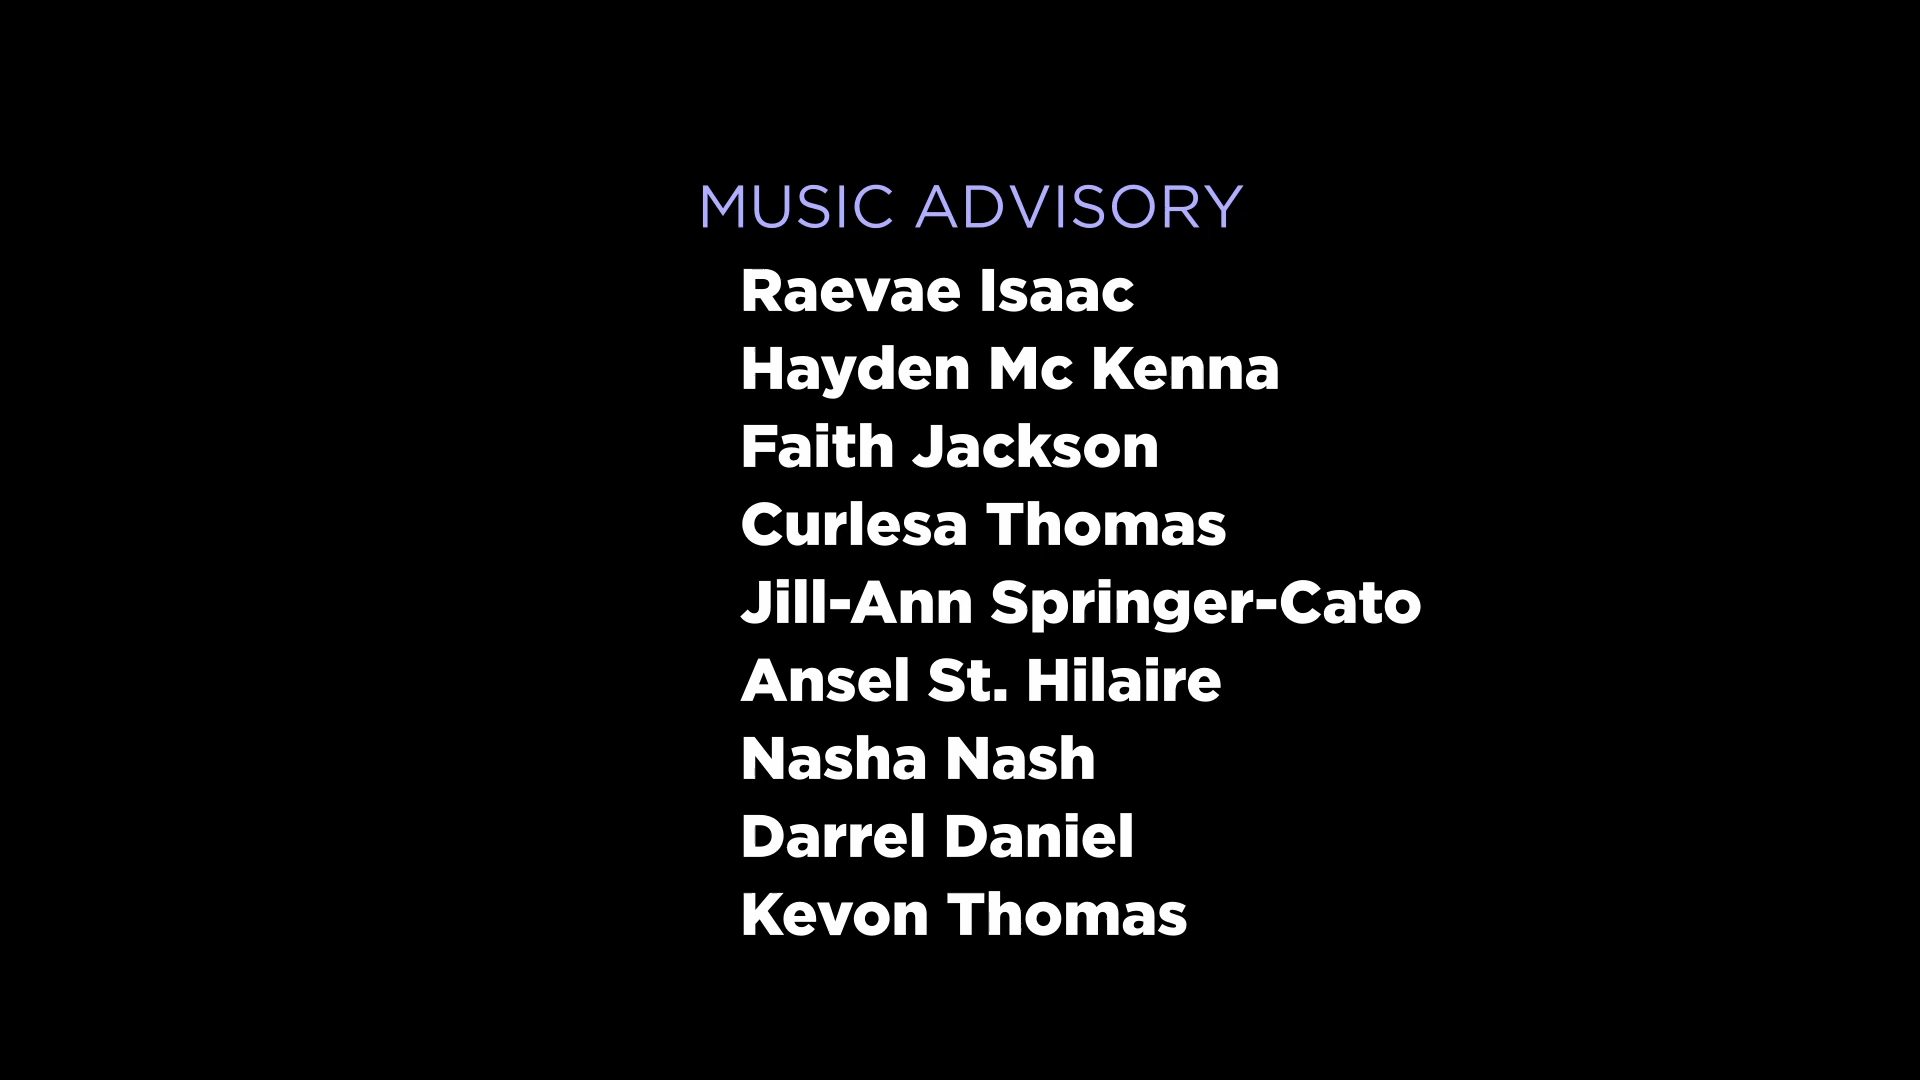 MUSIC ADVISORY
Raevae Isaac
Hayden Mc Kenna
Faith Jackson
Curlesa Thomas
Jill-Ann Springer-Cato
Ansel St. Hilaire
Nasha Nash
Darrel Daniel
Kevon Thomas